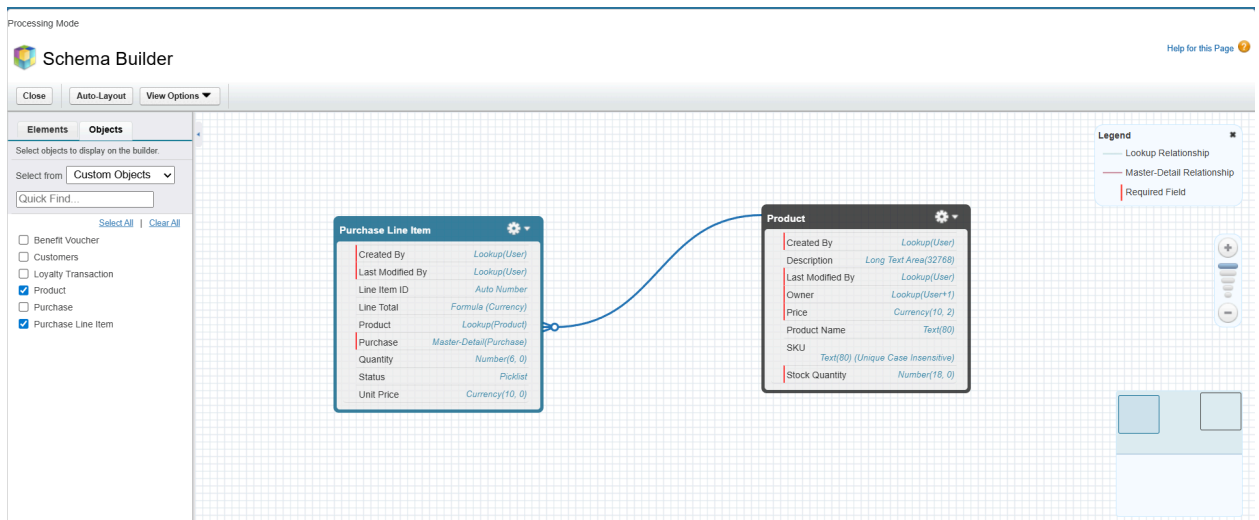 Processing Mode
Schema Builder
Help for this Page
Close Auto-Layout View Options
Elements Objects
Select objects to display on the builder.
Select from Custom Objects
Quick Find...
Select All | Clear All
Benefit Voucher
Customers
Loyalty Transaction
Product
Purchase
Purchase Line Item
Purchase Line Item
Created By Lookup(User)
Last Modified By Lookup(User)
Line Item ID Auto Number
Line Total Formula (Currency)
Product Lookup(Product)
Purchase Master-Detail(Purchase)
Quantity Number(6, 0)
Status Picklist
Unit Price Currency(10, 0)
Product
Created By Lookup(User)
Description Long Text Area(32768)
Last Modified By Lookup(User)
Owner Lookup(User+1)
Price Currency(10, 2)
Product Name Text(80)
SKU
Text(80) (Unique Case Insensitive)
Stock Quantity Number(18, 0)
Legend
Lookup Relationship
Master-Detail Relationship
Required Field